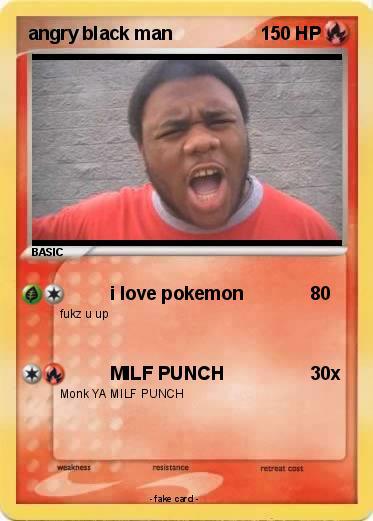 angry black man 150 HP
BASIC
i love pokemon 80
fukz u up
MILF PUNCH 30x
Monk YA MILF PUNCH
weakness resistance retreat cost
- fake card -